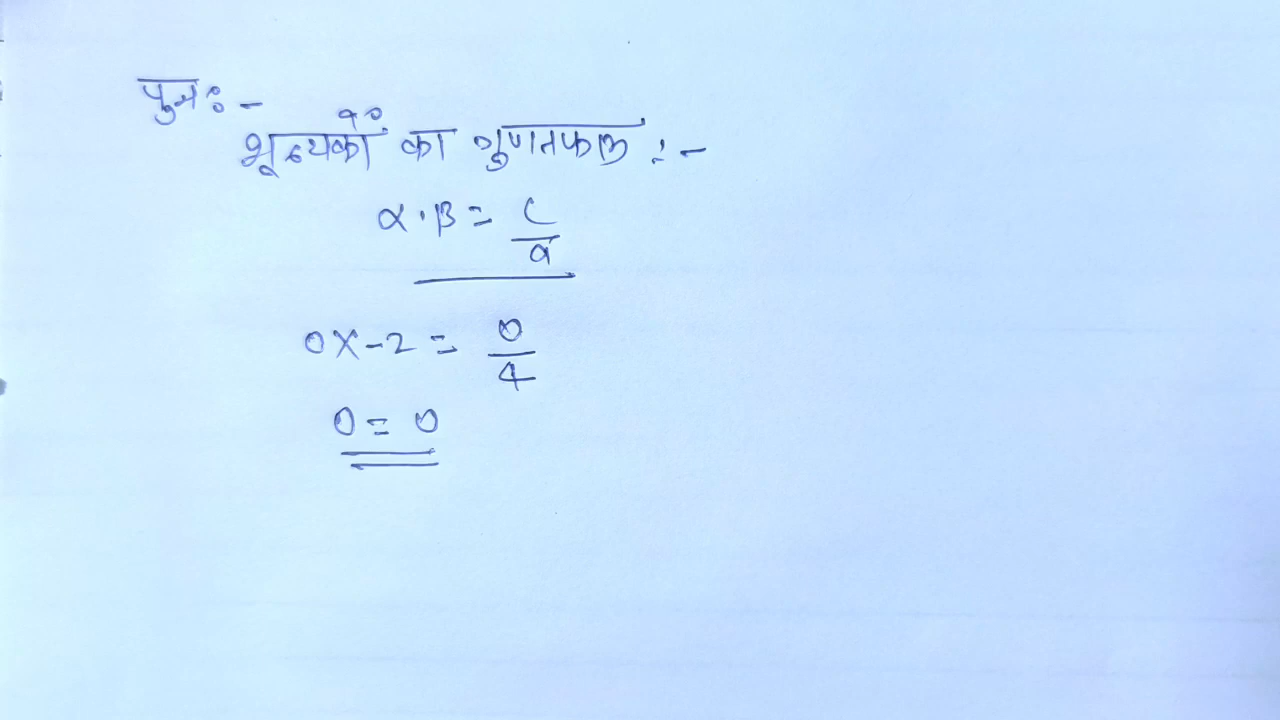 पुनः -
शून्यकों का गुणनफल :-
α·β = c/a
0×-2 = 0/4
0 = 0